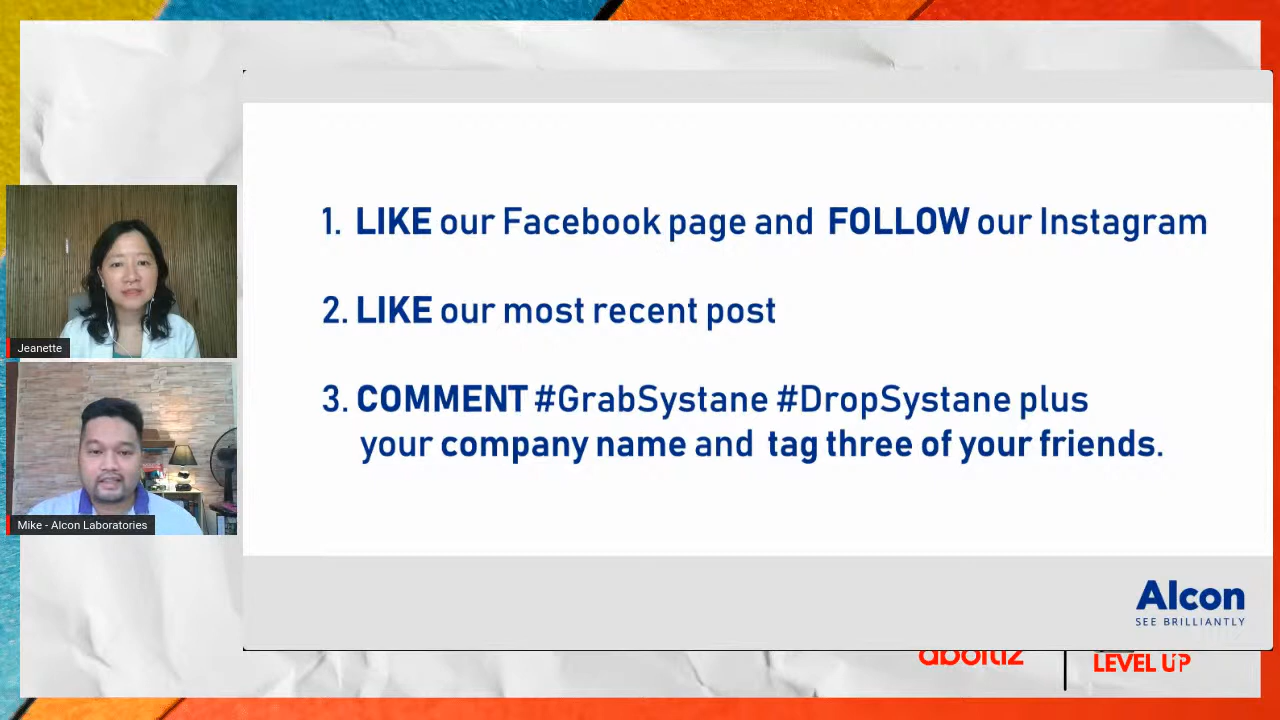 1. LIKE our Facebook page and FOLLOW our Instagram
2. LIKE our most recent post
3. COMMENT #GrabSystane #DropSystane plus
your company name and tag three of your friends.
Jeanette
Mike - Alcon Laboratories
Alcon
SEE BRILLIANTLY
aboitiz
LEVEL UP